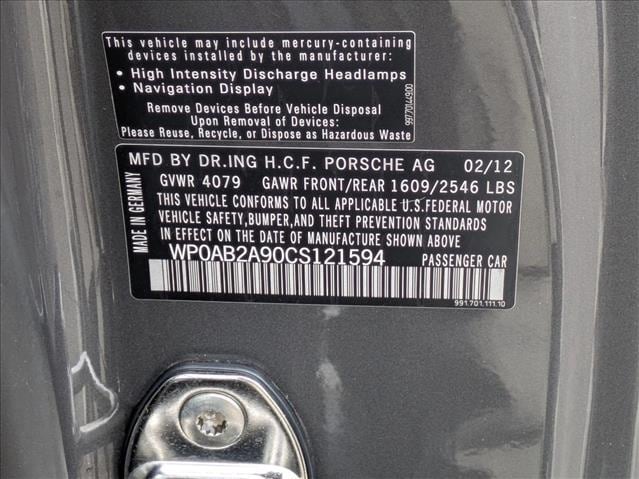 This vehicle may include mercury-containing
devices installed by the manufacturer:
• High Intensity Discharge Headlamps
• Navigation Display
Remove Devices Before Vehicle Disposal
Upon Removal of Devices:
Please Reuse, Recycle, or Dispose as Hazardous Waste
99770144900
MFD BY DR.ING H.C.F. PORSCHE AG 02/12
GVWR 4079 GAWR FRONT/REAR 1609/2546 LBS
THIS VEHICLE CONFORMS TO ALL APPLICABLE U.S.FEDERAL MOTOR
VEHICLE SAFETY,BUMPER,AND THEFT PREVENTION STANDARDS
IN EFFECT ON THE DATE OF MANUFACTURE SHOWN ABOVE
WP0AB2A90CS121594 PASSENGER CAR
MADE IN GERMANY
991.701.111.10